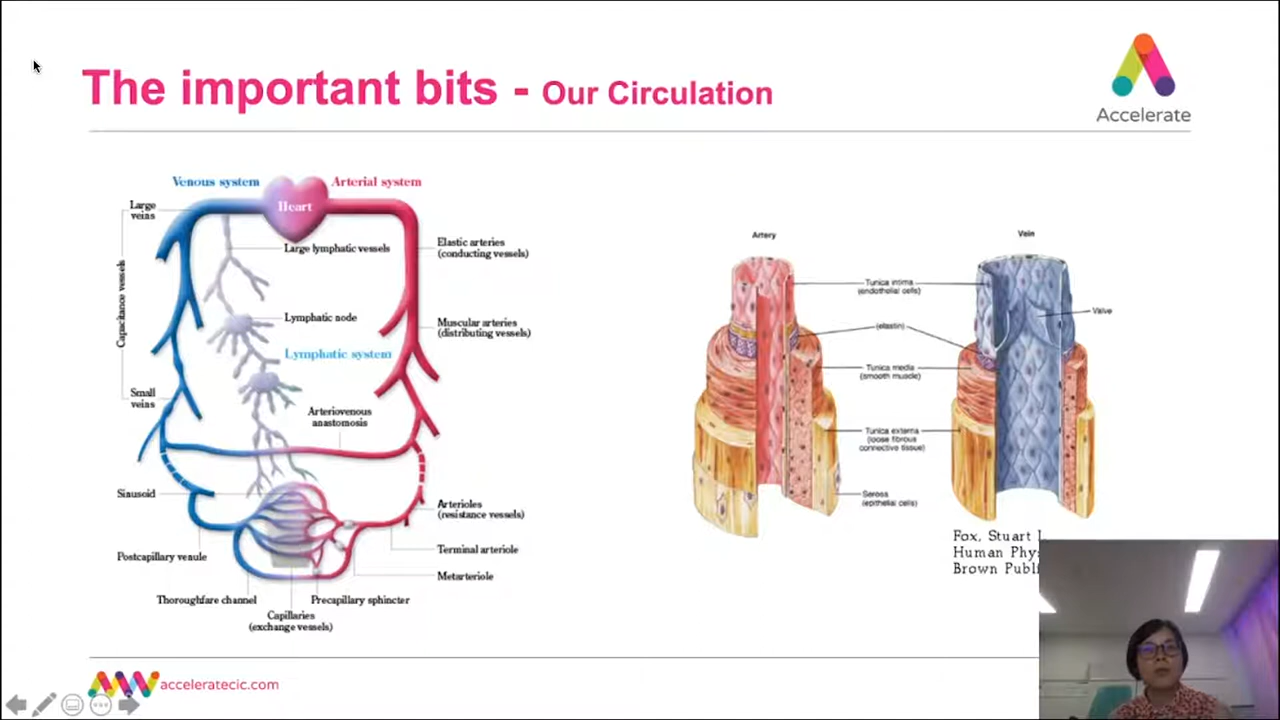 The important bits - Our Circulation
Accelerate
Venous system
Arterial system
Heart
Large
veins
Capacitance vessels
Large lymphatic vessels
Elastic arteries
(conducting vessels)
Lymphatic node
Muscular arteries
(distributing vessels)
Lymphatic system
Small
veins
Arteriovenous
anastomosis
Sinusoid
Arterioles
(resistance vessels)
Postcapillary venule
Terminal arteriole
Metarteriole
Thoroughfare channel
Precapillary sphincter
Capillaries
(exchange vessels)
Artery
Vein
Tunica intima
(endothelial cells)
Valve
(elastin)
Tunica media
(smooth muscle)
Tunica externa
(loose fibrous
connective tissue)
Serosa
(epithelial cells)
Fox, Stuart
Human
Brown
acceleratecic.com